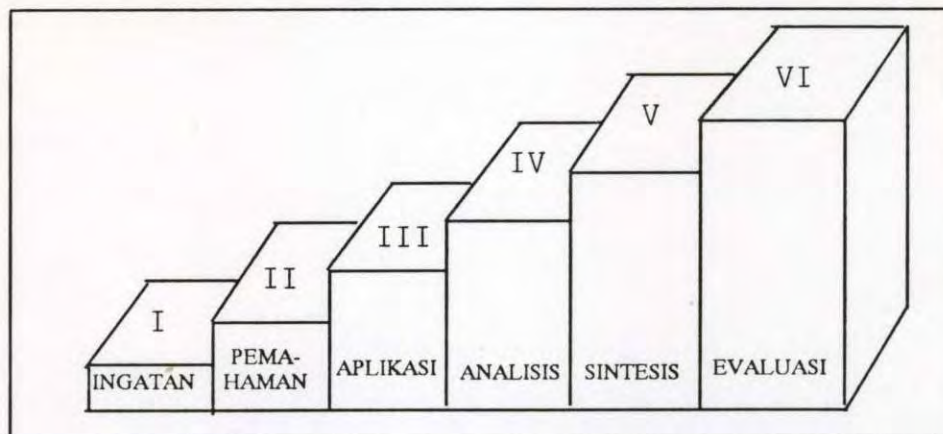 I
II
III
IV
V
VI
INGATAN
PEMA-
HAMAN
APLIKASI
ANALISIS
SINTESIS
EVALUASI